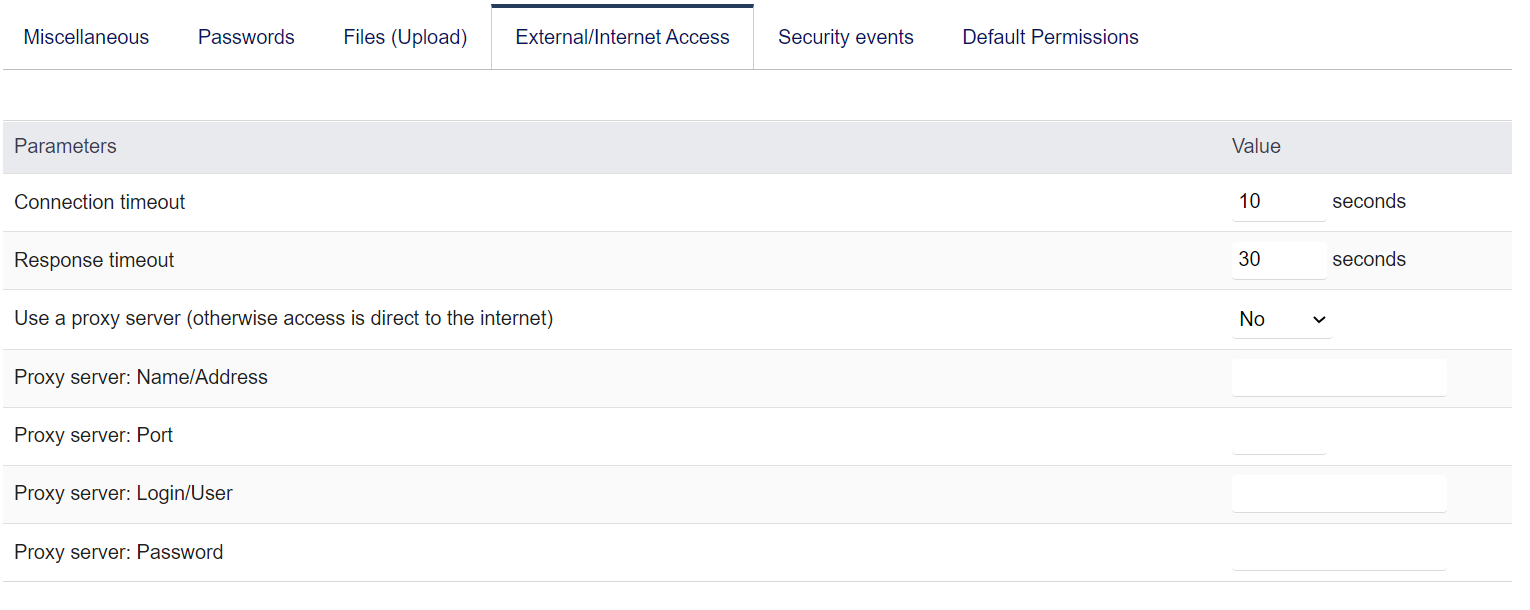 Miscellaneous Passwords Files (Upload) External/Internet Access Security events Default Permissions
Parameters Value
Connection timeout 10 seconds
Response timeout 30 seconds
Use a proxy server (otherwise access is direct to the internet) No
Proxy server: Name/Address
Proxy server: Port
Proxy server: Login/User
Proxy server: Password